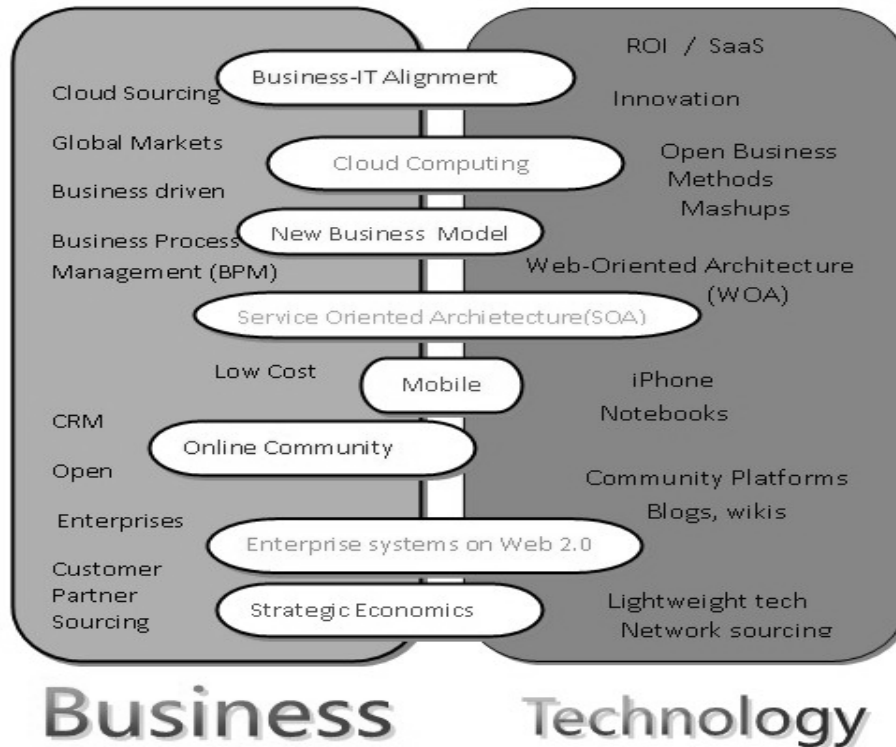 ROI / SaaS
Business-IT Alignment
Cloud Sourcing
Innovation
Global Markets
Cloud Computing
Open Business
Methods
Mashups
Business driven
New Business Model
Business Process
Management (BPM)
Web-Oriented Architecture
(WOA)
Service Oriented Archietecture(SOA)
Low Cost
Mobile
iPhone
Notebooks
CRM
Online Community
Open
Community Platforms
Blogs, wikis
Enterprises
Enterprise systems on Web 2.0
Customer
Partner
Sourcing
Strategic Economics
Lightweight tech
Network sourcing
Business
Technology